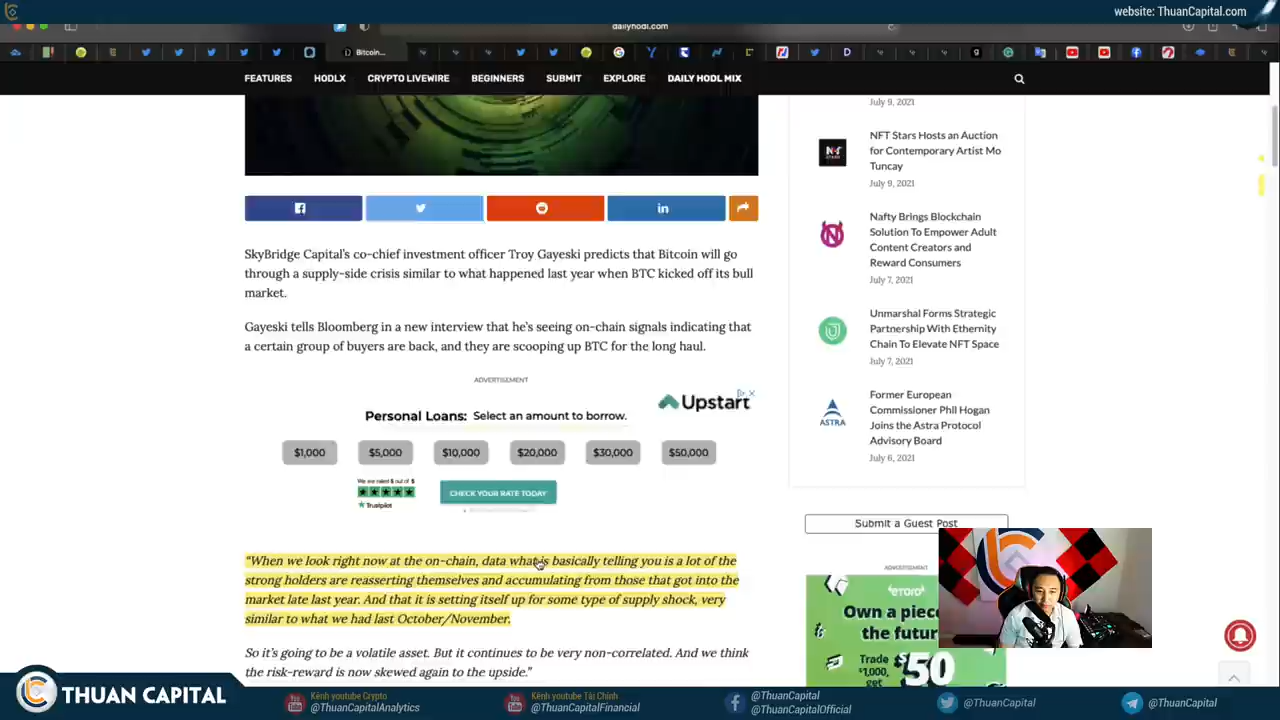 website: ThuanCapital.com
dailyhodl.com
Bitcoin...
FEATURES
HODLX
CRYPTO LIVEWIRE
BEGINNERS
SUBMIT
EXPLORE
DAILY HODL MIX
SkyBridge Capital's co-chief investment officer Troy Gayeski predicts that Bitcoin will go
through a supply-side crisis similar to what happened last year when BTC kicked off its bull
market.
Gayeski tells Bloomberg in a new interview that he's seeing on-chain signals indicating that
a certain group of buyers are back, and they are scooping up BTC for the long haul.
ADVERTISEMENT
Upstart
Personal Loans: Select an amount to borrow.
$1,000
$5,000
$10,000
$20,000
$30,000
$50,000
We are rated 5 out of 5
Trustpilot
CHECK YOUR RATE TODAY
“When we look right now at the on-chain, data what is basically telling you is a lot of the
strong holders are reasserting themselves and accumulating from those that got into the
market late last year. And that it is setting itself up for some type of supply shock, very
similar to what we had last October/November.
So it's going to be a volatile asset. But it continues to be very non-correlated. And we think
the risk-reward is now skewed again to the upside.”
July 9, 2021
NFT Stars Hosts an Auction
for Contemporary Artist Mo
Tuncay
July 9, 2021
Nafty Brings Blockchain
Solution To Empower Adult
Content Creators and
Reward Consumers
July 7, 2021
Unmarshal Forms Strategic
Partnership With Ethernity
Chain To Elevate NFT Space
July 7, 2021
ASTRA
Former European
Commissioner Phil Hogan
Joins the Astra Protocol
Advisory Board
July 6, 2021
Submit a Guest Post
ADVERTISEMENT
eToro
Own a piece
the future
Trade
$1,000,
get
$50
THUAN CAPITAL
Kênh youtube Crypto
@ThuanCapitalAnalytics
Kênh youtube Tài Chính
@ThuanCapitalFinancial
@ThuanCapital
@ThuanCapitalOfficial
@ThuanCapital
@ThuanCapital